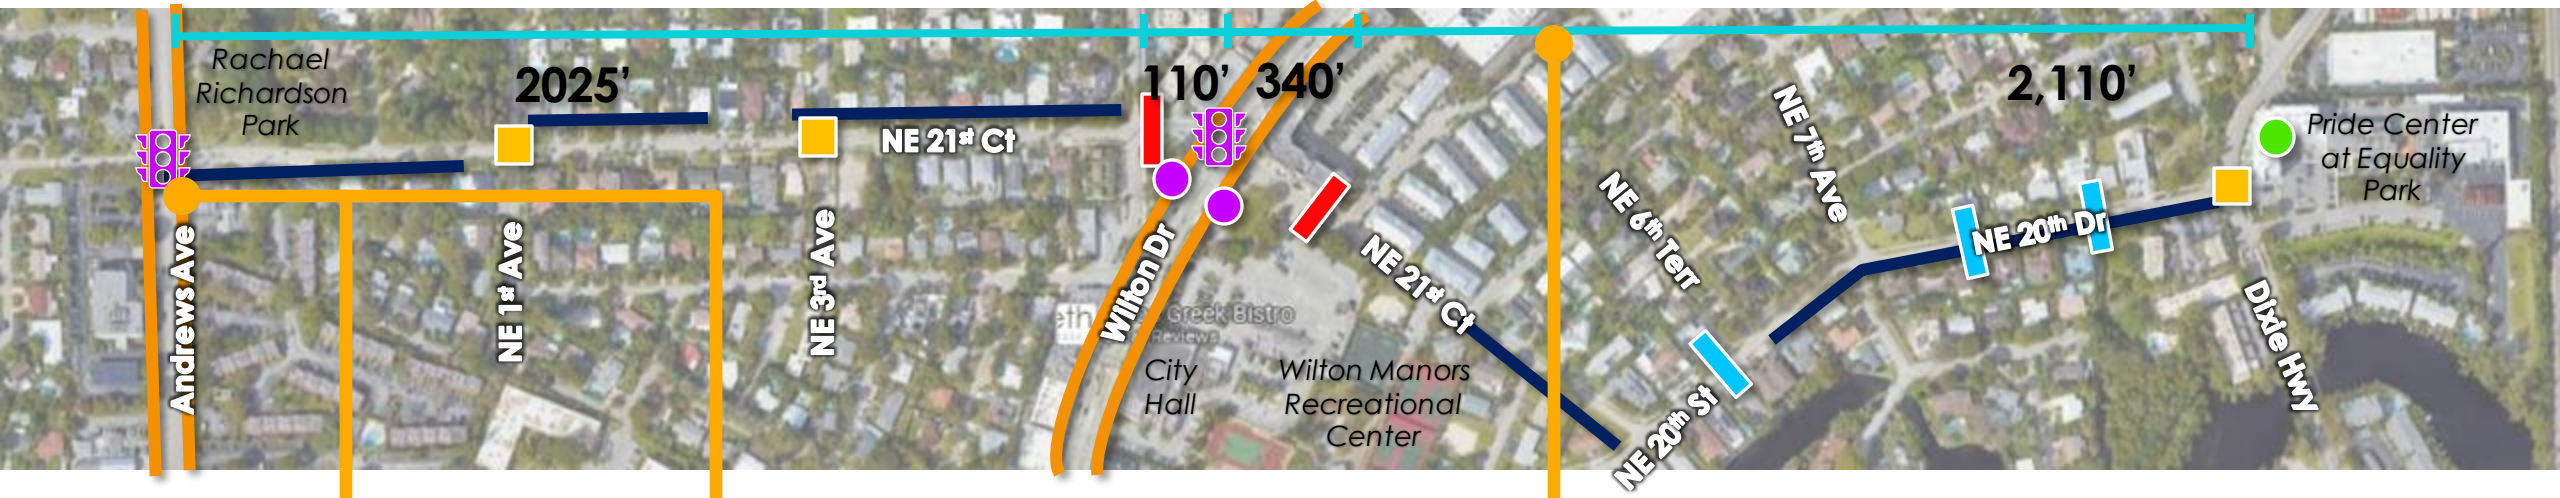 Rachael
Richardson
Park
2025’
110’
340’
2,110’
NE 21st Ct
Andrews Ave
NE 1st Ave
NE 3rd Ave
Wilton Dr
Greek Bistro
Reviews
City
Hall
Wilton Manors
Recreational
Center
NE 21st Ct
NE 6th Terr
NE 7th Ave
NE 20th St
NE 20th Dr
Pride Center
at Equality
Park
Dixie Hwy